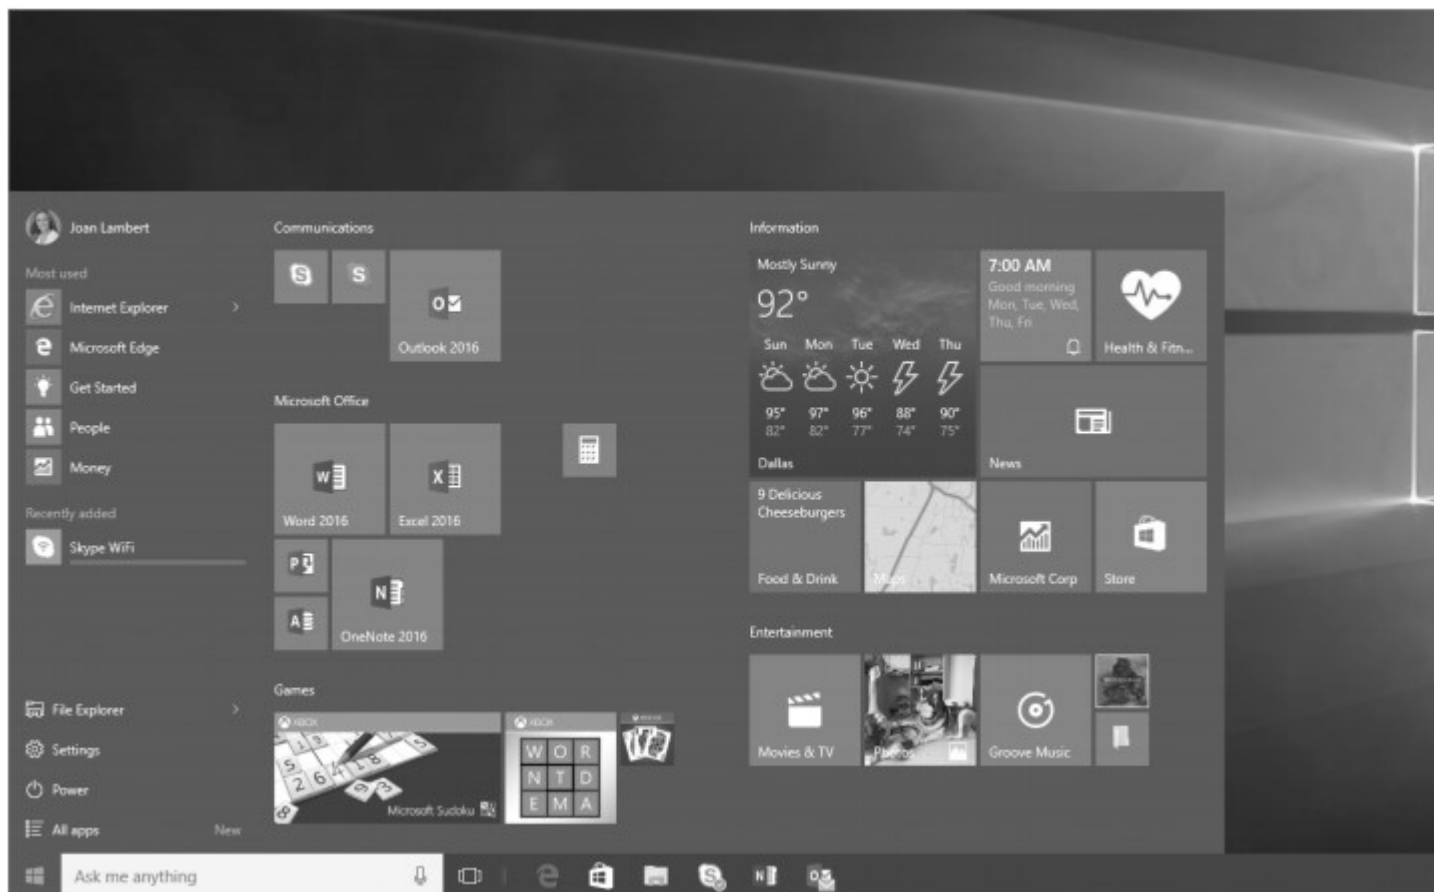 Joan Lambert
Most used
Internet Explorer
Microsoft Edge
Get Started
People
Money
Recently added
Skype WiFi
File Explorer
Settings
Power
All apps New
Communications
Outlook 2016
Microsoft Office
Word 2016
Excel 2016
OneNote 2016
Games
XBOX
Microsoft Sudoku
XBOX
W O R
N T D
E M A
Information
Mostly Sunny
92°
Sun Mon Tue Wed Thu
95° 97° 96° 88° 90°
82° 82° 77° 74° 75°
Dallas
7:00 AM
Good morning
Mon, Tue, Wed,
Thu, Fri
Health & Fitn...
News
9 Delicious
Cheeseburgers
Food & Drink
Maps
Microsoft Corp
Store
Entertainment
Movies & TV
Photos
Groove Music
Ask me anything